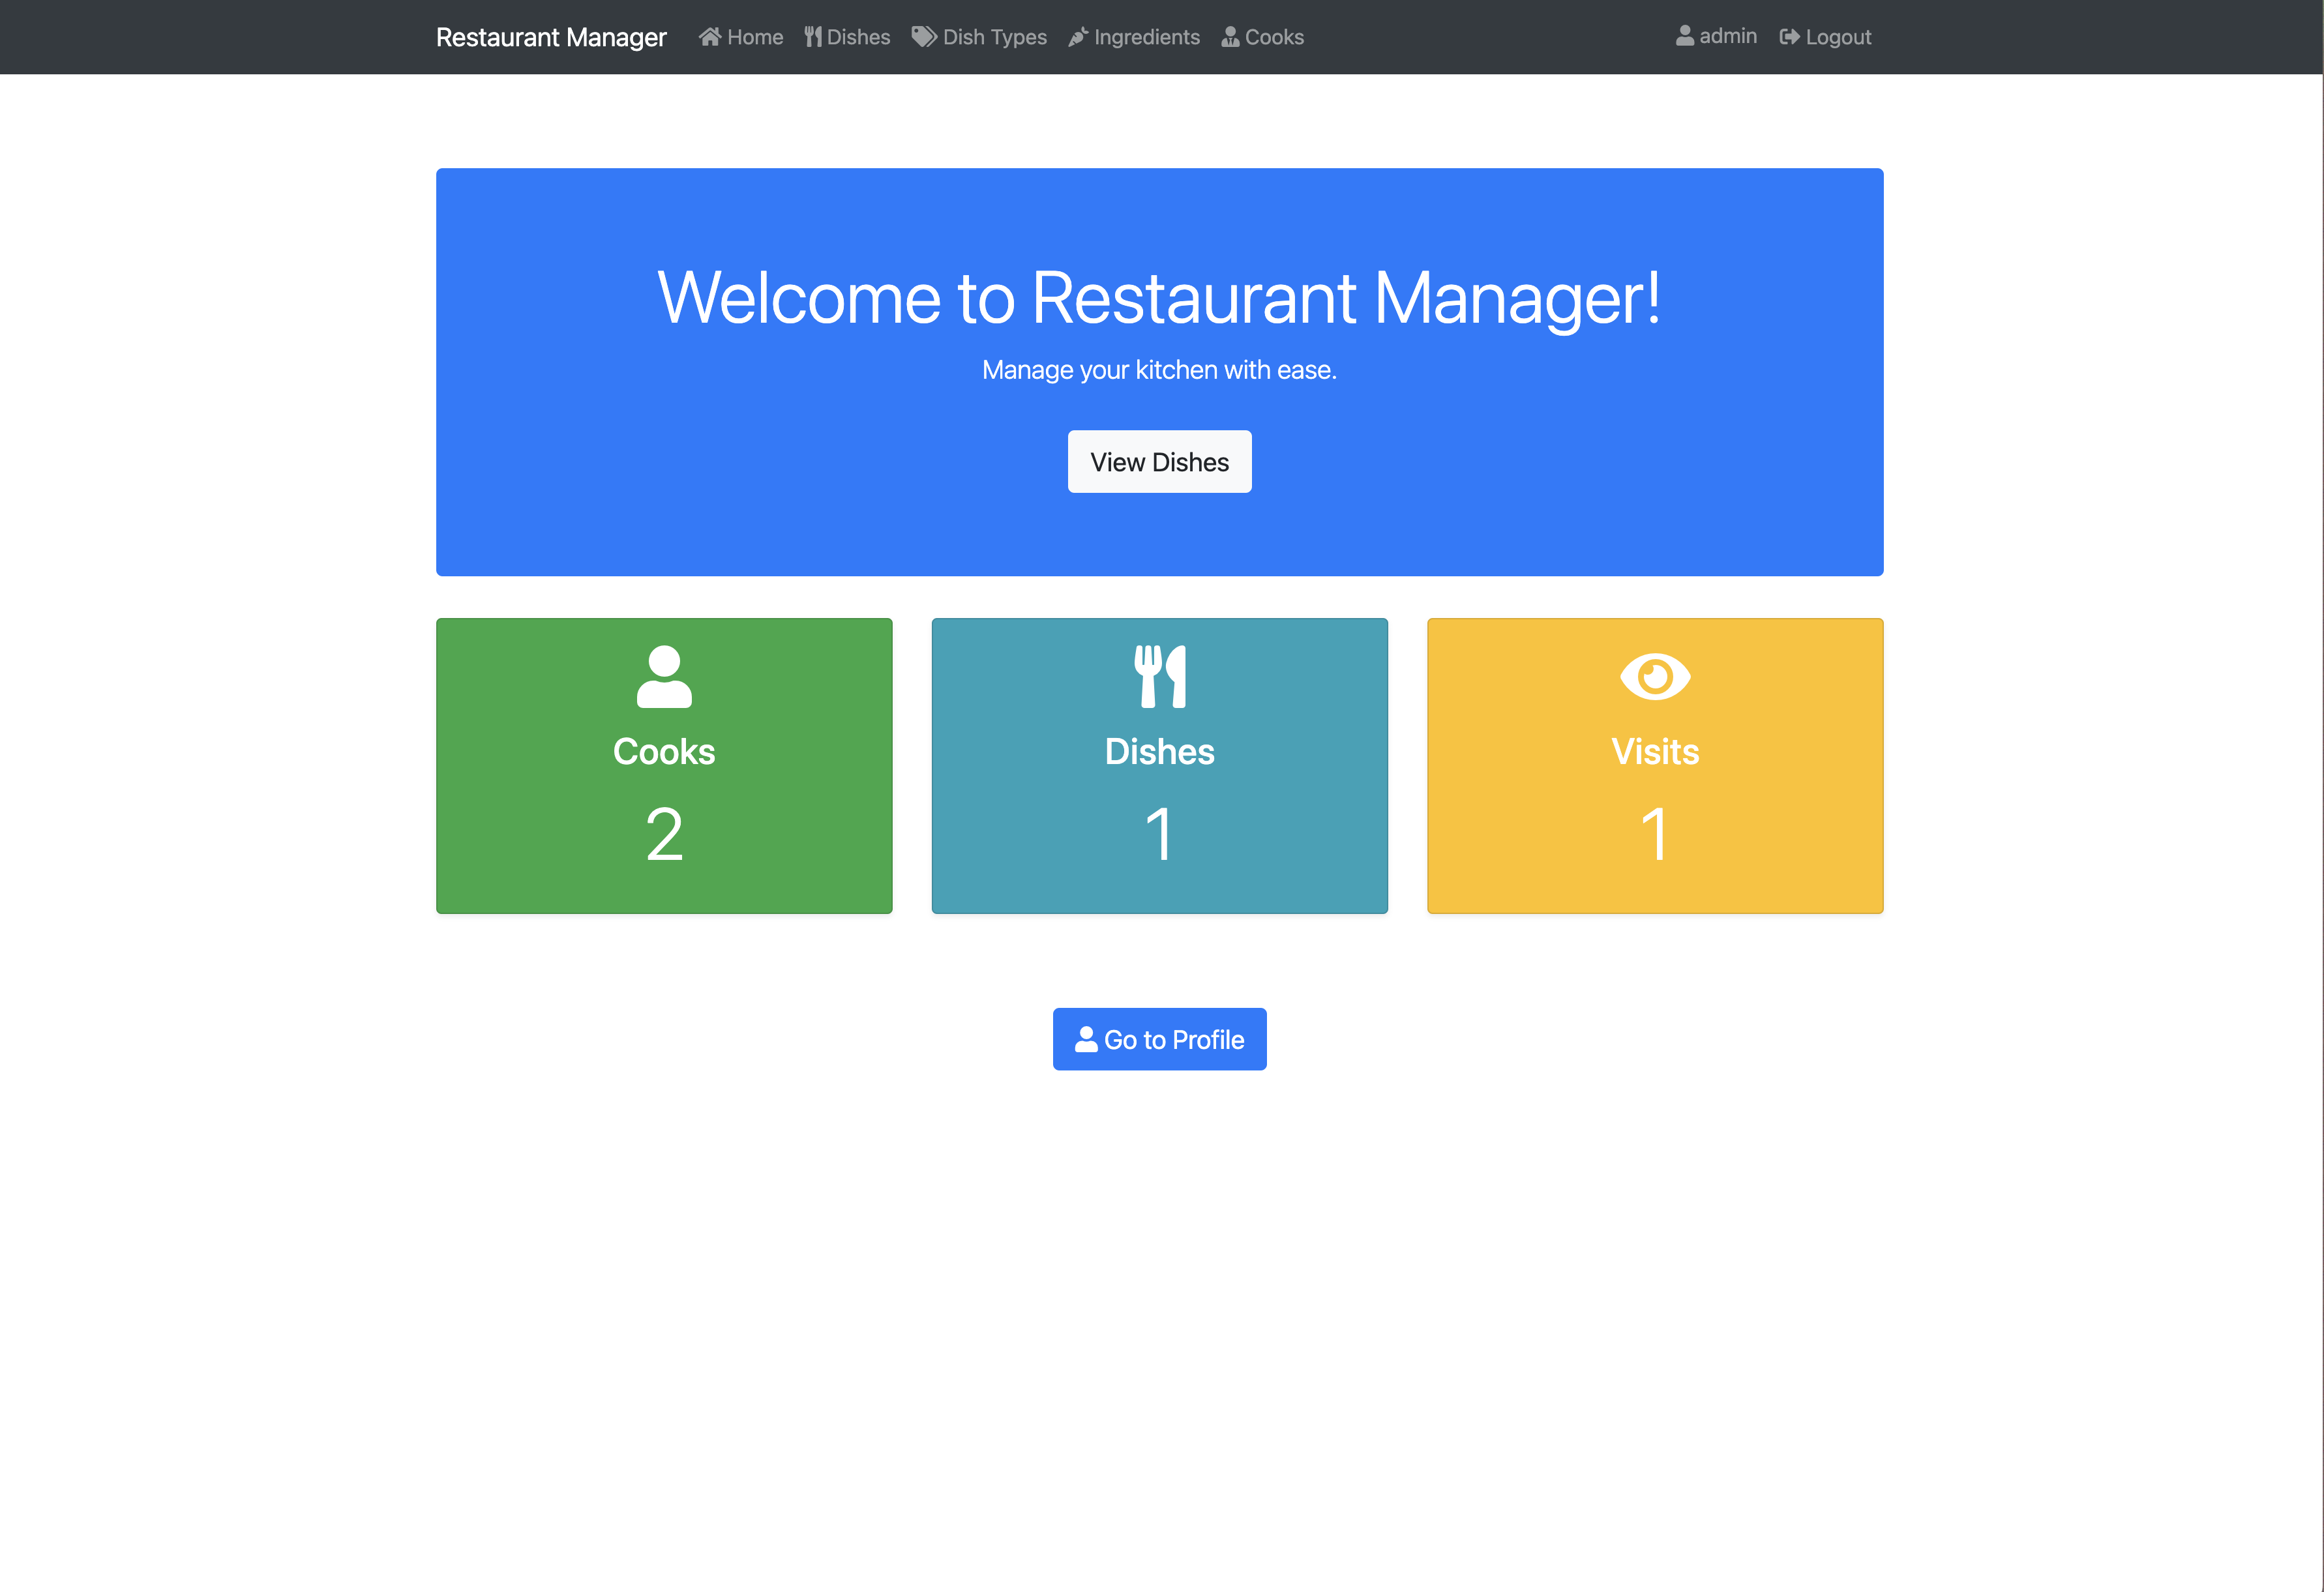 Restaurant Manager Home Dishes Dish Types Ingredients Cooks admin Logout
Welcome to Restaurant Manager!
Manage your kitchen with ease.
View Dishes
Cooks
2
Dishes
1
Visits
1
Go to Profile